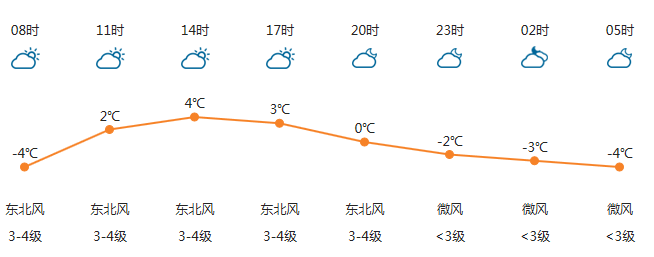 08时 11时 14时 17时 20时 23时 02时 05时
-4℃ 2℃ 4℃ 3℃ 0℃ -2℃ -3℃ -4℃
东北风 东北风 东北风 东北风 东北风 微风 微风 微风
3-4级 3-4级 3-4级 3-4级 3-4级 <3级 <3级 <3级